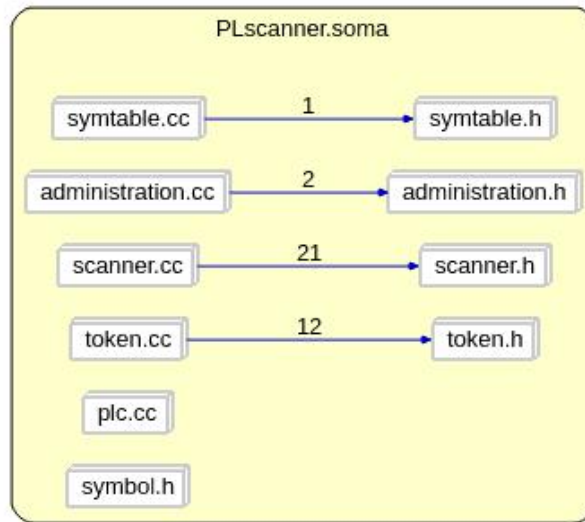 PLscanner.soma
symtable.cc 1 symtable.h
administration.cc 2 administration.h
scanner.cc 21 scanner.h
token.cc 12 token.h
plc.cc
symbol.h